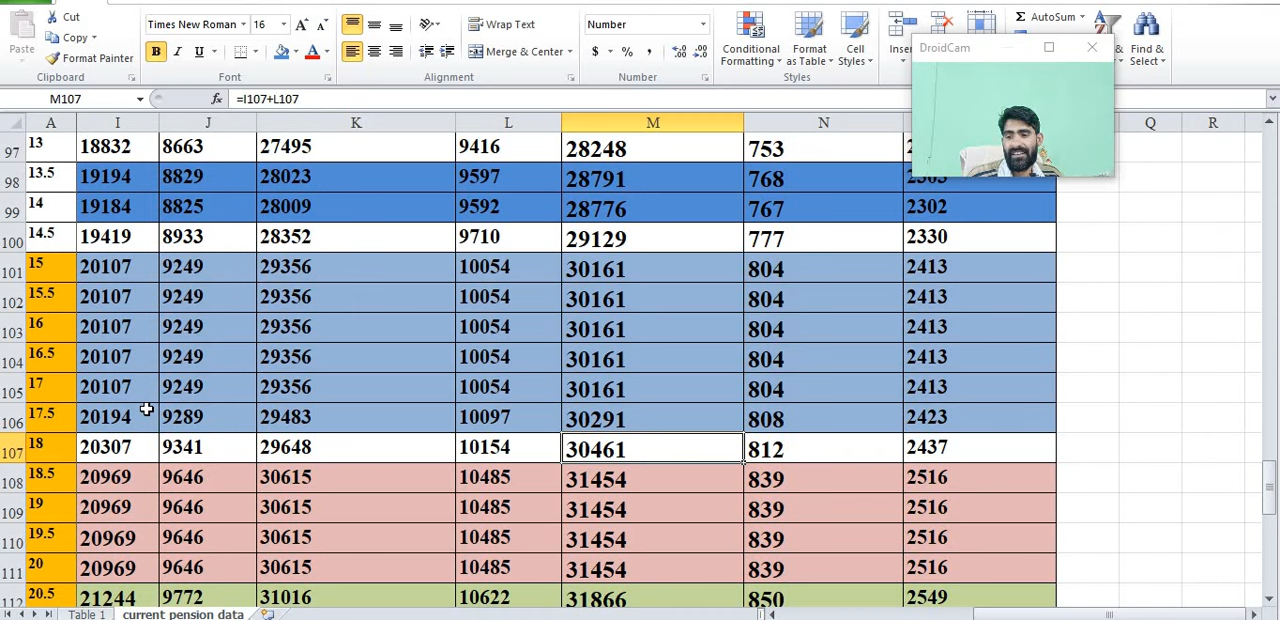 Cut Times New Roman 16 A A Wrap Text Number Σ AutoSum
Copy DroidCam
Paste Format Painter B I U A Merge & Center $ % , Conditional Formatting Format as Table Cell Styles Find & Select
Clipboard Font Alignment Number Styles
M107 fx =I107+L107
A I J K L M N Q R
97 13 18832 8663 27495 9416 28248 753
98 13.5 19194 8829 28023 9597 28791 768
99 14 19184 8825 28009 9592 28776 767 2302
100 14.5 19419 8933 28352 9710 29129 777 2330
101 15 20107 9249 29356 10054 30161 804 2413
102 15.5 20107 9249 29356 10054 30161 804 2413
103 16 20107 9249 29356 10054 30161 804 2413
104 16.5 20107 9249 29356 10054 30161 804 2413
105 17 20107 9249 29356 10054 30161 804 2413
106 17.5 20194 9289 29483 10097 30291 808 2423
107 18 20307 9341 29648 10154 30461 812 2437
108 18.5 20969 9646 30615 10485 31454 839 2516
109 19 20969 9646 30615 10485 31454 839 2516
110 19.5 20969 9646 30615 10485 31454 839 2516
111 20 20969 9646 30615 10485 31454 839 2516
112 20.5 21244 9772 31016 10622 31866 850 2549
Table 1 current pension data